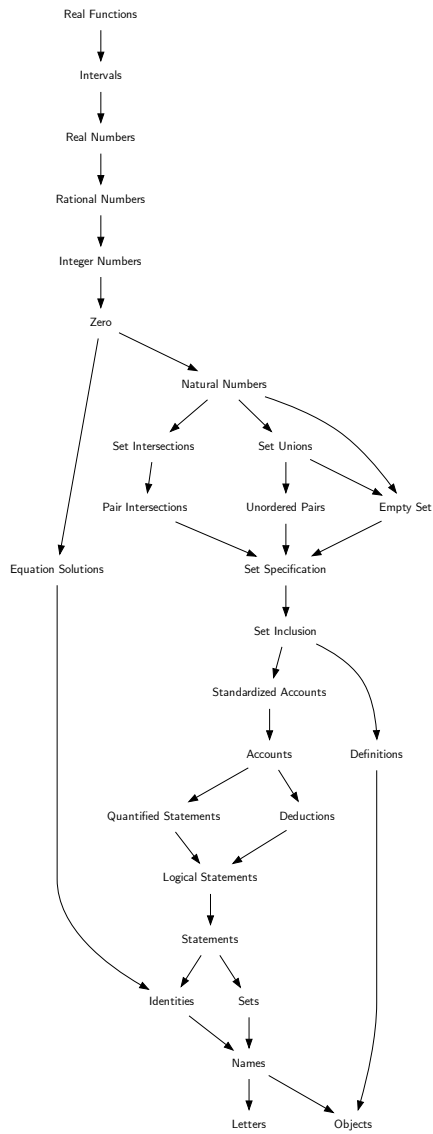 Real Functions
Intervals
Real Numbers
Rational Numbers
Integer Numbers
Zero
Natural Numbers
Set Intersections
Set Unions
Pair Intersections
Unordered Pairs
Empty Set
Equation Solutions
Set Specification
Set Inclusion
Standardized Accounts
Accounts
Definitions
Quantified Statements
Deductions
Logical Statements
Statements
Identities
Sets
Names
Letters
Objects